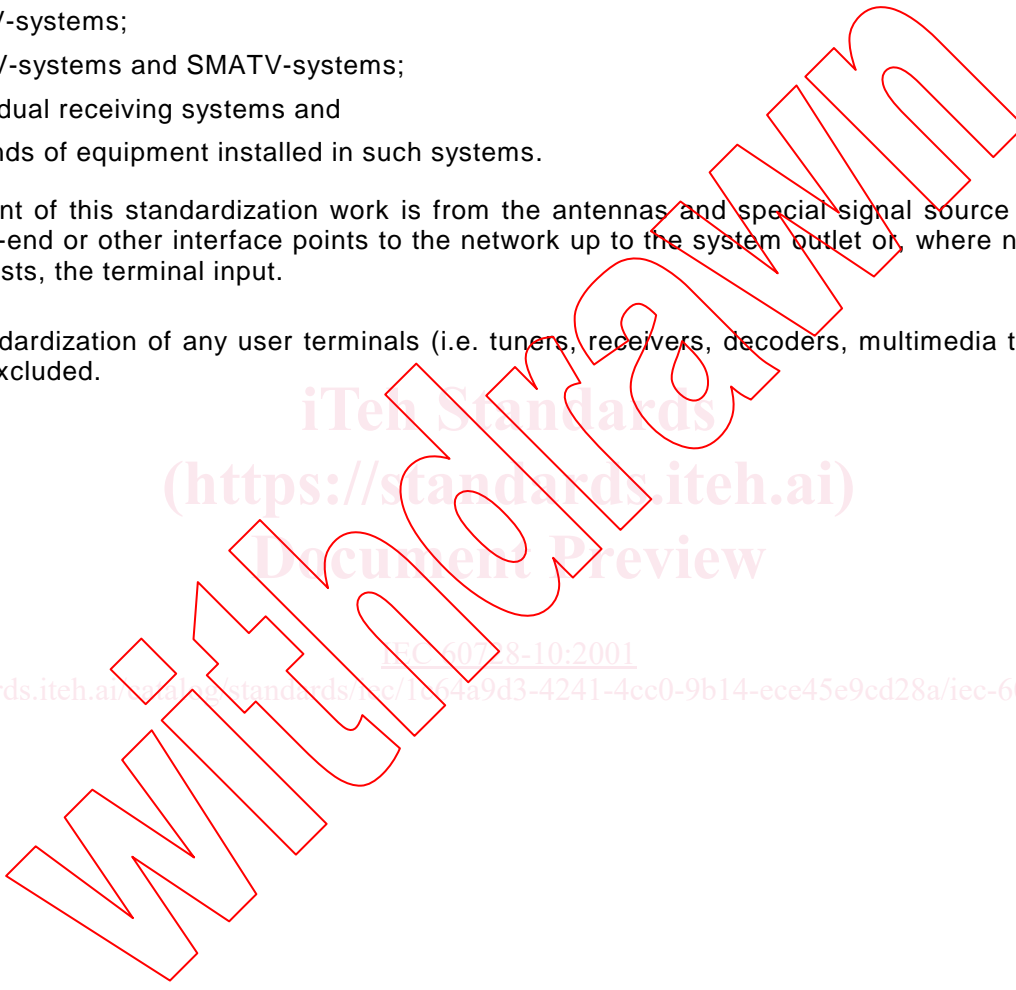 V-systems;
V-systems and SMATV-systems;
dual receiving systems and
nds of equipment installed in such systems.
nt of this standardization work is from the antennas and special signal source
-end or other interface points to the network up to the system outlet or, where n
sts, the terminal input.
dardization of any user terminals (i.e. tuners, receivers, decoders, multimedia t
xcluded.
iTeh Standards
(https://standards.iteh.ai)
Document Preview
IEC 60728-10:2001
rds.iteh.ai/catalog/standards/iec/1c64a9d3-4241-4cc0-9b14-ece45e9cd28a/iec-60
withdrawn